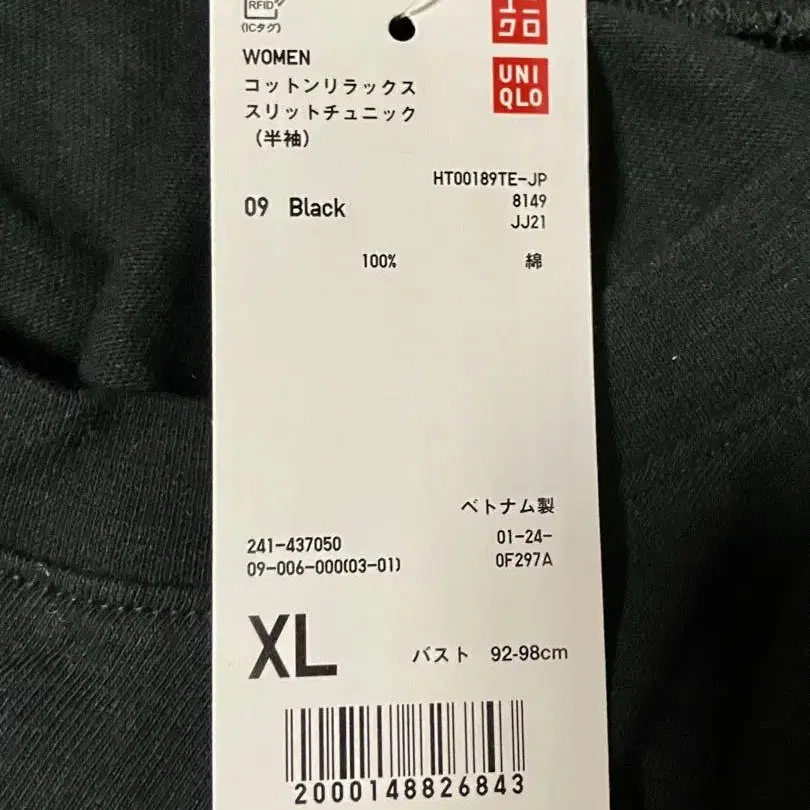 RFID
(ICタグ)
ユニ
クロ
UNI
QLO
WOMEN
コットンリラックス
スリットチュニック
(半袖)
HT00189TE-JP
8149
JJ21
09 Black
100% 綿
ベトナム製
241-437050 01-24-
09-006-000(03-01) 0F297A
XL バスト 92-98cm
2000148826843